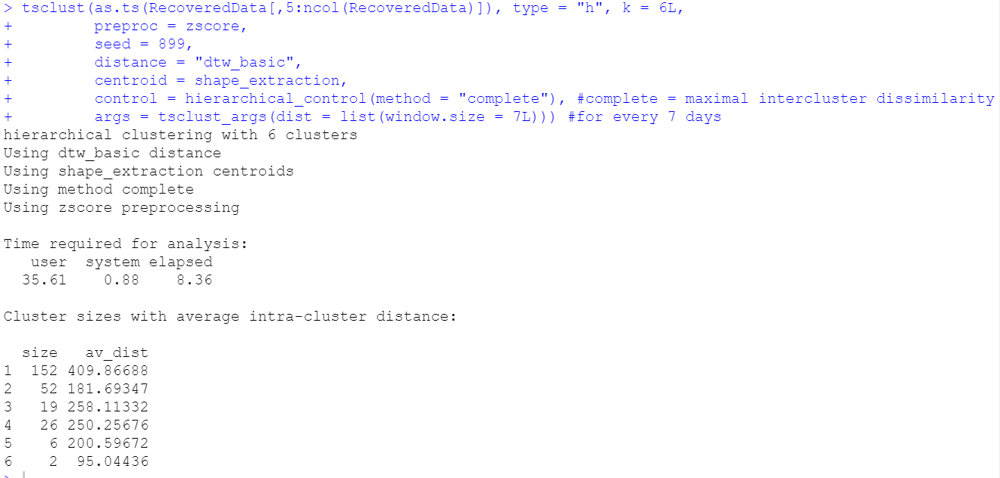 > tsclust(as.ts(RecoveredData[,5:ncol(RecoveredData)]), type = "h", k = 6L,
+         preproc = zscore,
+         seed = 899,
+         distance = "dtw_basic",
+         centroid = shape_extraction,
+         control = hierarchical_control(method = "complete"), #complete = maximal intercluster dissimilarity
+         args = tsclust_args(dist = list(window.size = 7L))) #for every 7 days
hierarchical clustering with 6 clusters
Using dtw_basic distance
Using shape_extraction centroids
Using method complete
Using zscore preprocessing

Time required for analysis:
   user  system elapsed
  35.61    0.88    8.36

Cluster sizes with average intra-cluster distance:

  size   av_dist
1  152 409.86688
2   52 181.69347
3   19 258.11332
4   26 250.25676
5    6 200.59672
6    2  95.04436
>